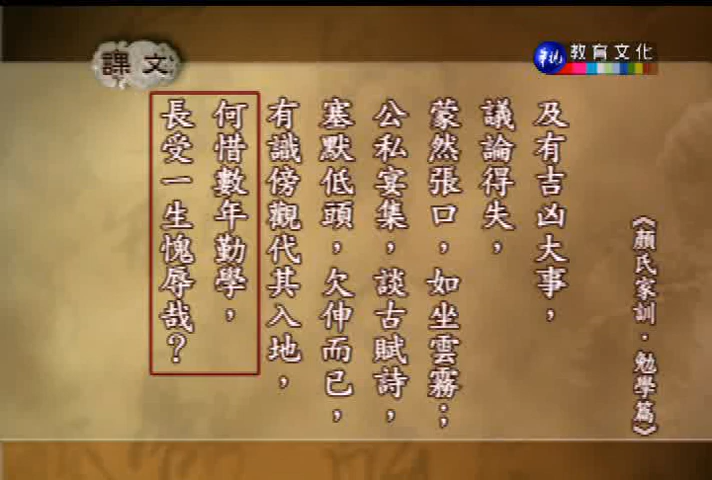 課文
華視 教育文化
《顏氏家訓·勉學篇》
及有吉凶大事，
議論得失，
蒙然張口，如坐雲霧；
公私宴集，談古賦詩，
塞默低頭，欠伸而已，
有識傍觀代其入地，
何惜數年勤學，
長受一生愧辱哉？